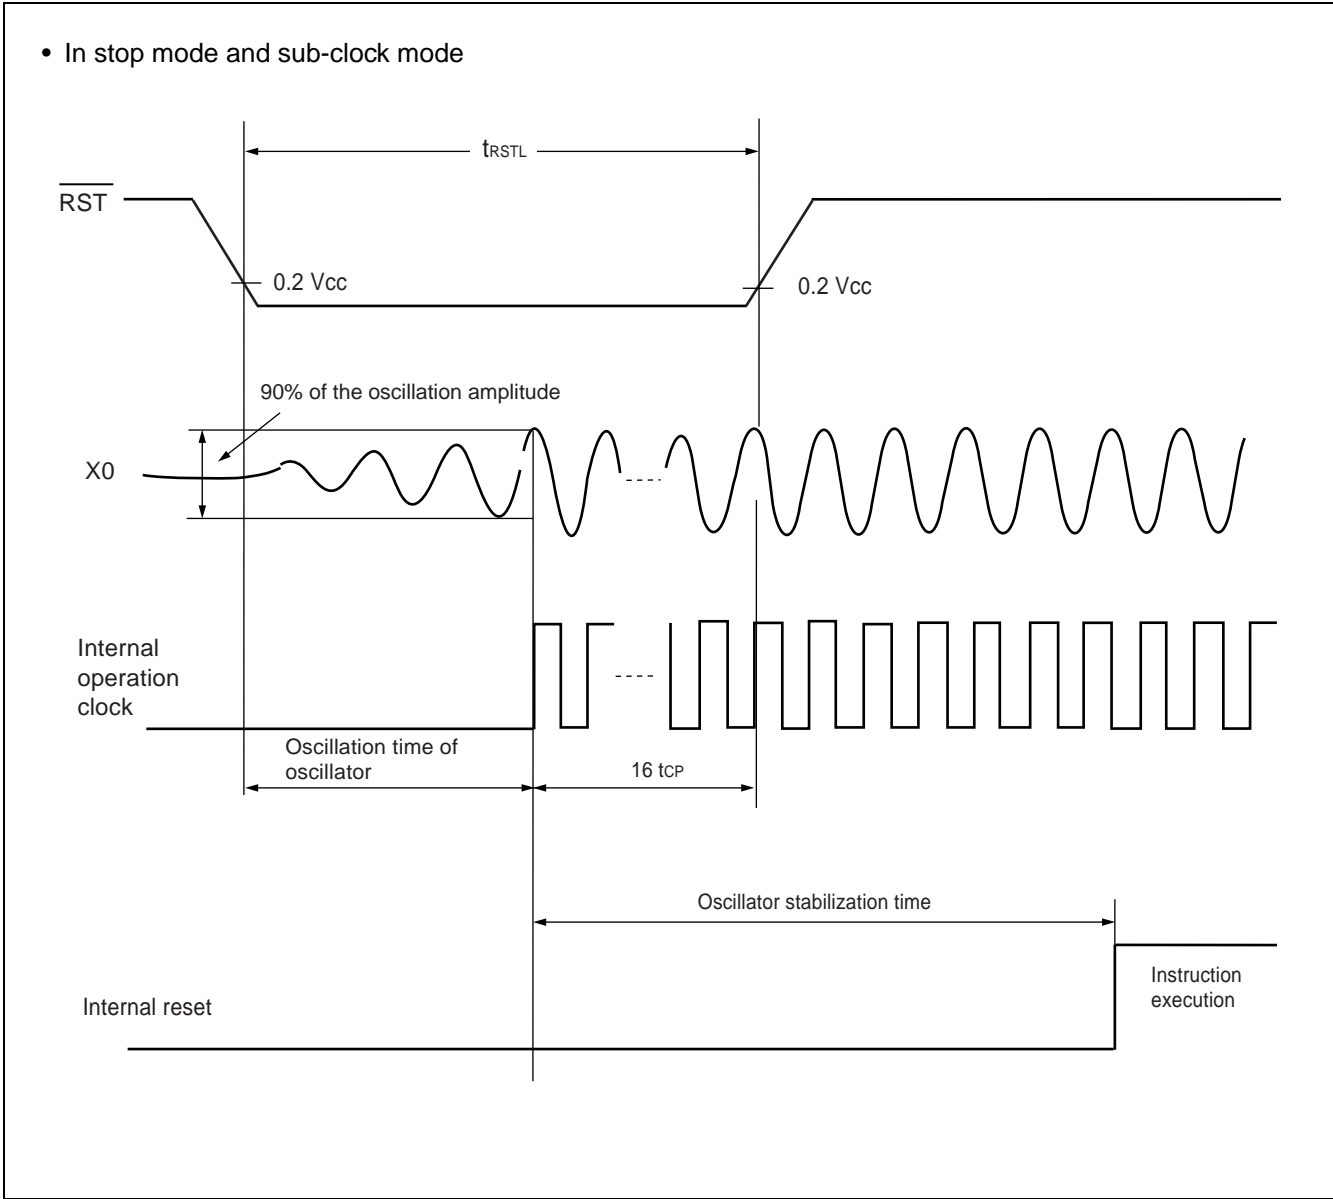 • In stop mode and sub-clock mode
tRSTL
RST
0.2 Vcc
0.2 Vcc
90% of the oscillation amplitude
X0
Internal
operation
clock
Oscillation time of
oscillator
16 tCP
Oscillator stabilization time
Instruction
execution
Internal reset